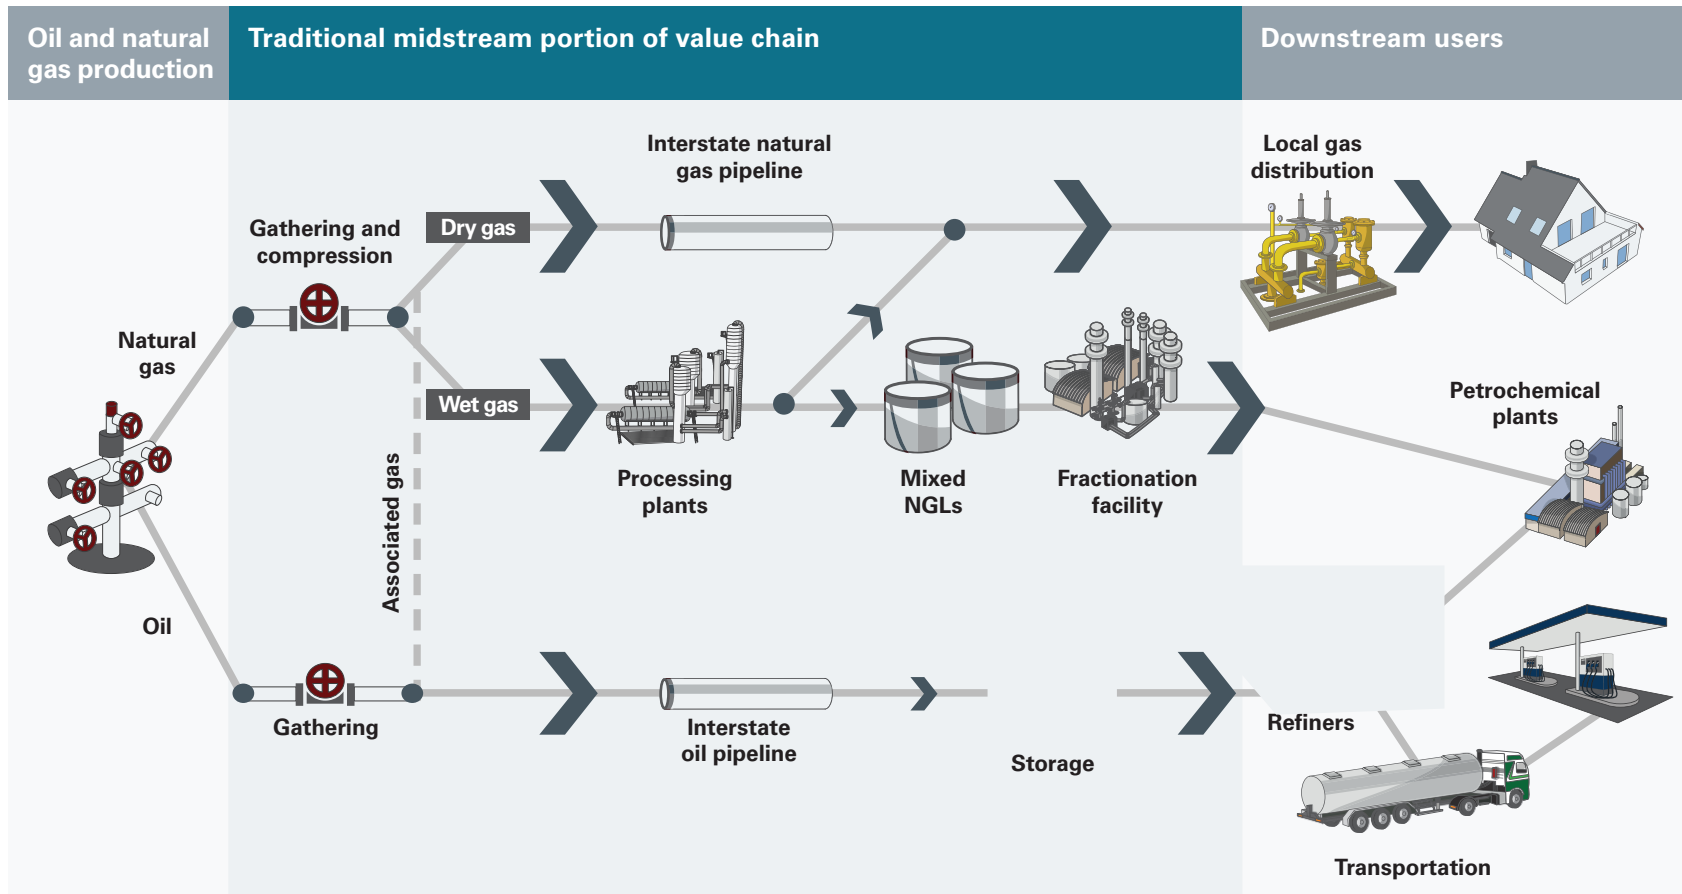 Oil and natural
gas production
Traditional midstream portion of value chain
Downstream users
Interstate natural
gas pipeline
Local gas
distribution
Gathering and
compression
Dry gas
Natural
gas
Wet gas
Petrochemical
plants
Processing
plants
Mixed
NGLs
Fractionation
facility
Associated gas
Oil
Gathering
Interstate
oil pipeline
Storage
Refiners
Transportation